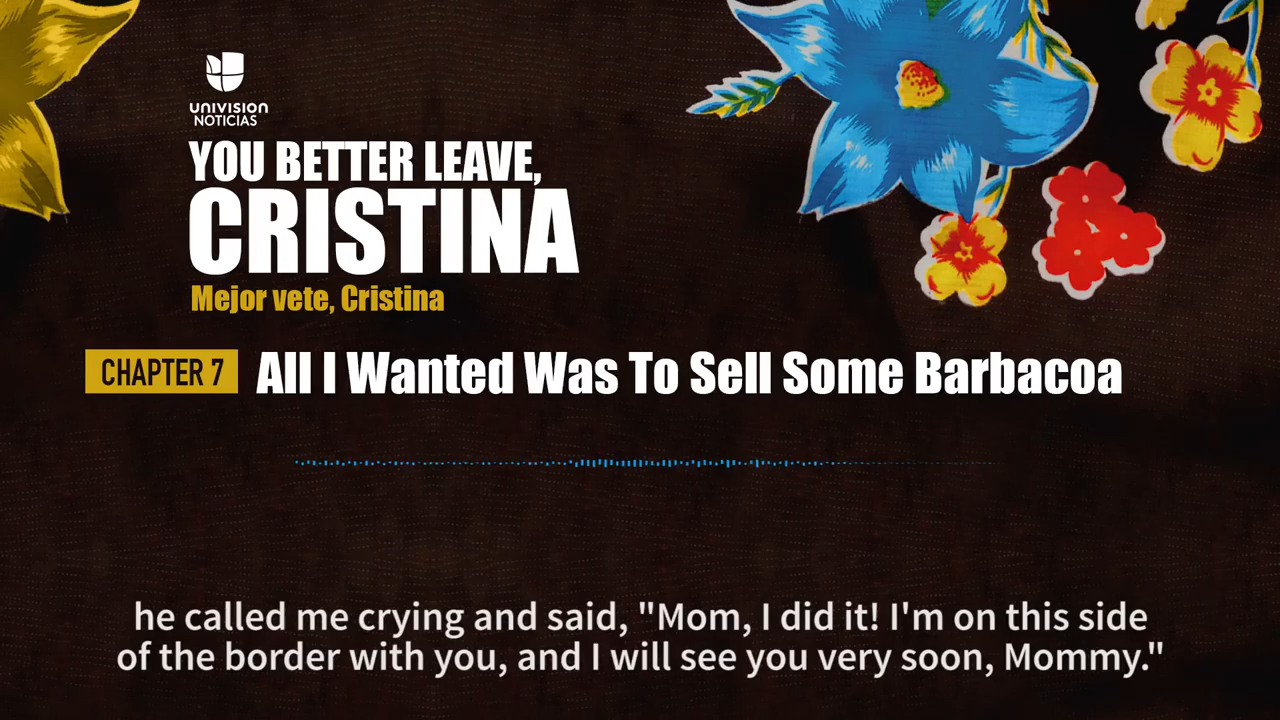 UNIVISION
NOTICIAS
YOU BETTER LEAVE,
CRISTINA
Mejor vete, Cristina
CHAPTER 7 All I Wanted Was To Sell Some Barbacoa
he called me crying and said, "Mom, I did it! I'm on this side
of the border with you, and I will see you very soon, Mommy."